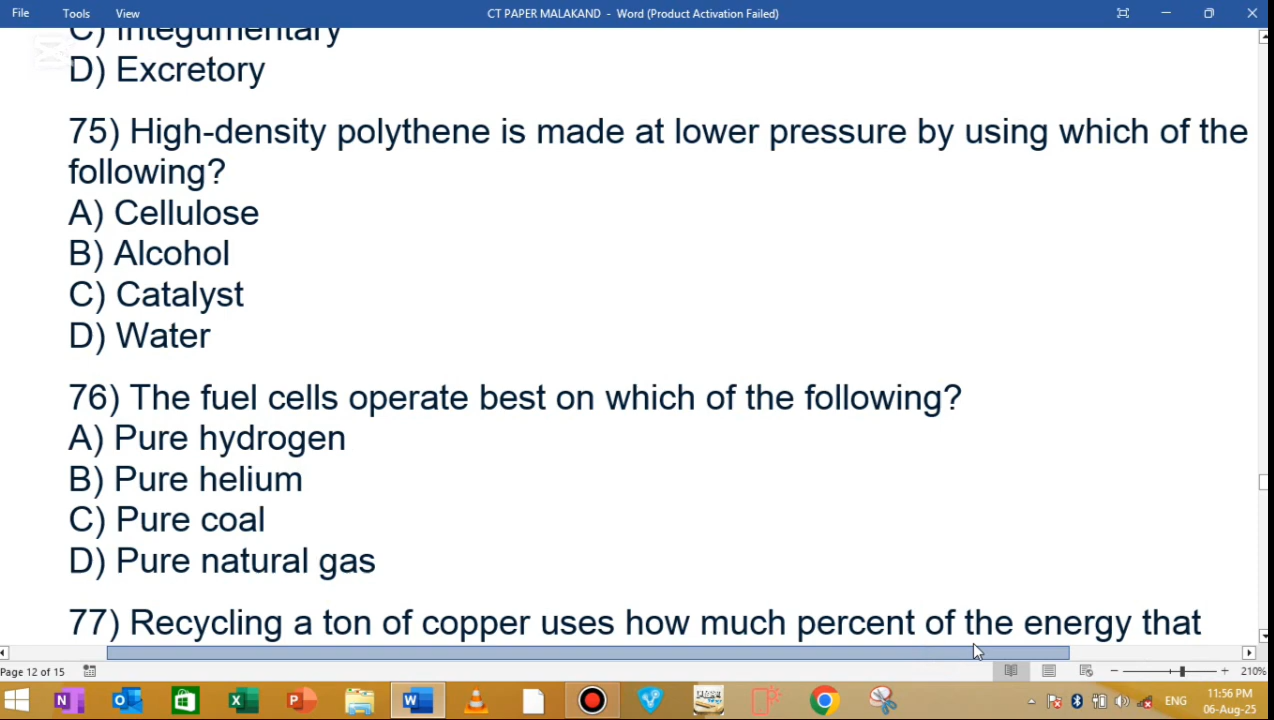 File Tools View CT PAPER MALAKAND - Word (Product Activation Failed)
C) Integumentary
D) Excretory
75) High-density polythene is made at lower pressure by using which of the
following?
A) Cellulose
B) Alcohol
C) Catalyst
D) Water
76) The fuel cells operate best on which of the following?
A) Pure hydrogen
B) Pure helium
C) Pure coal
D) Pure natural gas
77) Recycling a ton of copper uses how much percent of the energy that
Page 12 of 15 210%
ENG 11:56 PM
06-Aug-25